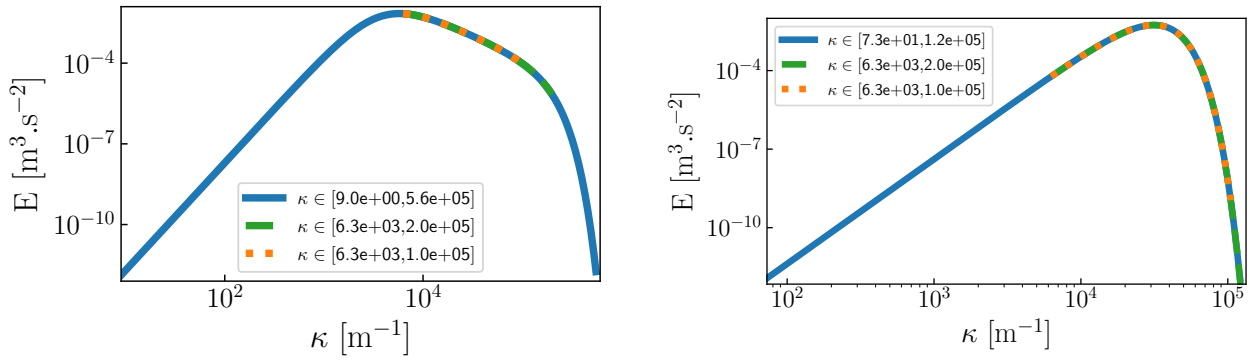 10⁻⁴
10⁻⁷
10⁻¹⁰
E [m³.s⁻²]
κ ∈ [9.0e+00,5.6e+05]
κ ∈ [6.3e+03,2.0e+05]
κ ∈ [6.3e+03,1.0e+05]
10² 10⁴
κ [m⁻¹]
κ ∈ [7.3e+01,1.2e+05]
κ ∈ [6.3e+03,2.0e+05]
κ ∈ [6.3e+03,1.0e+05]
10⁻⁴
10⁻⁷
10⁻¹⁰
E [m³.s⁻²]
10² 10³ 10⁴ 10⁵
κ [m⁻¹]